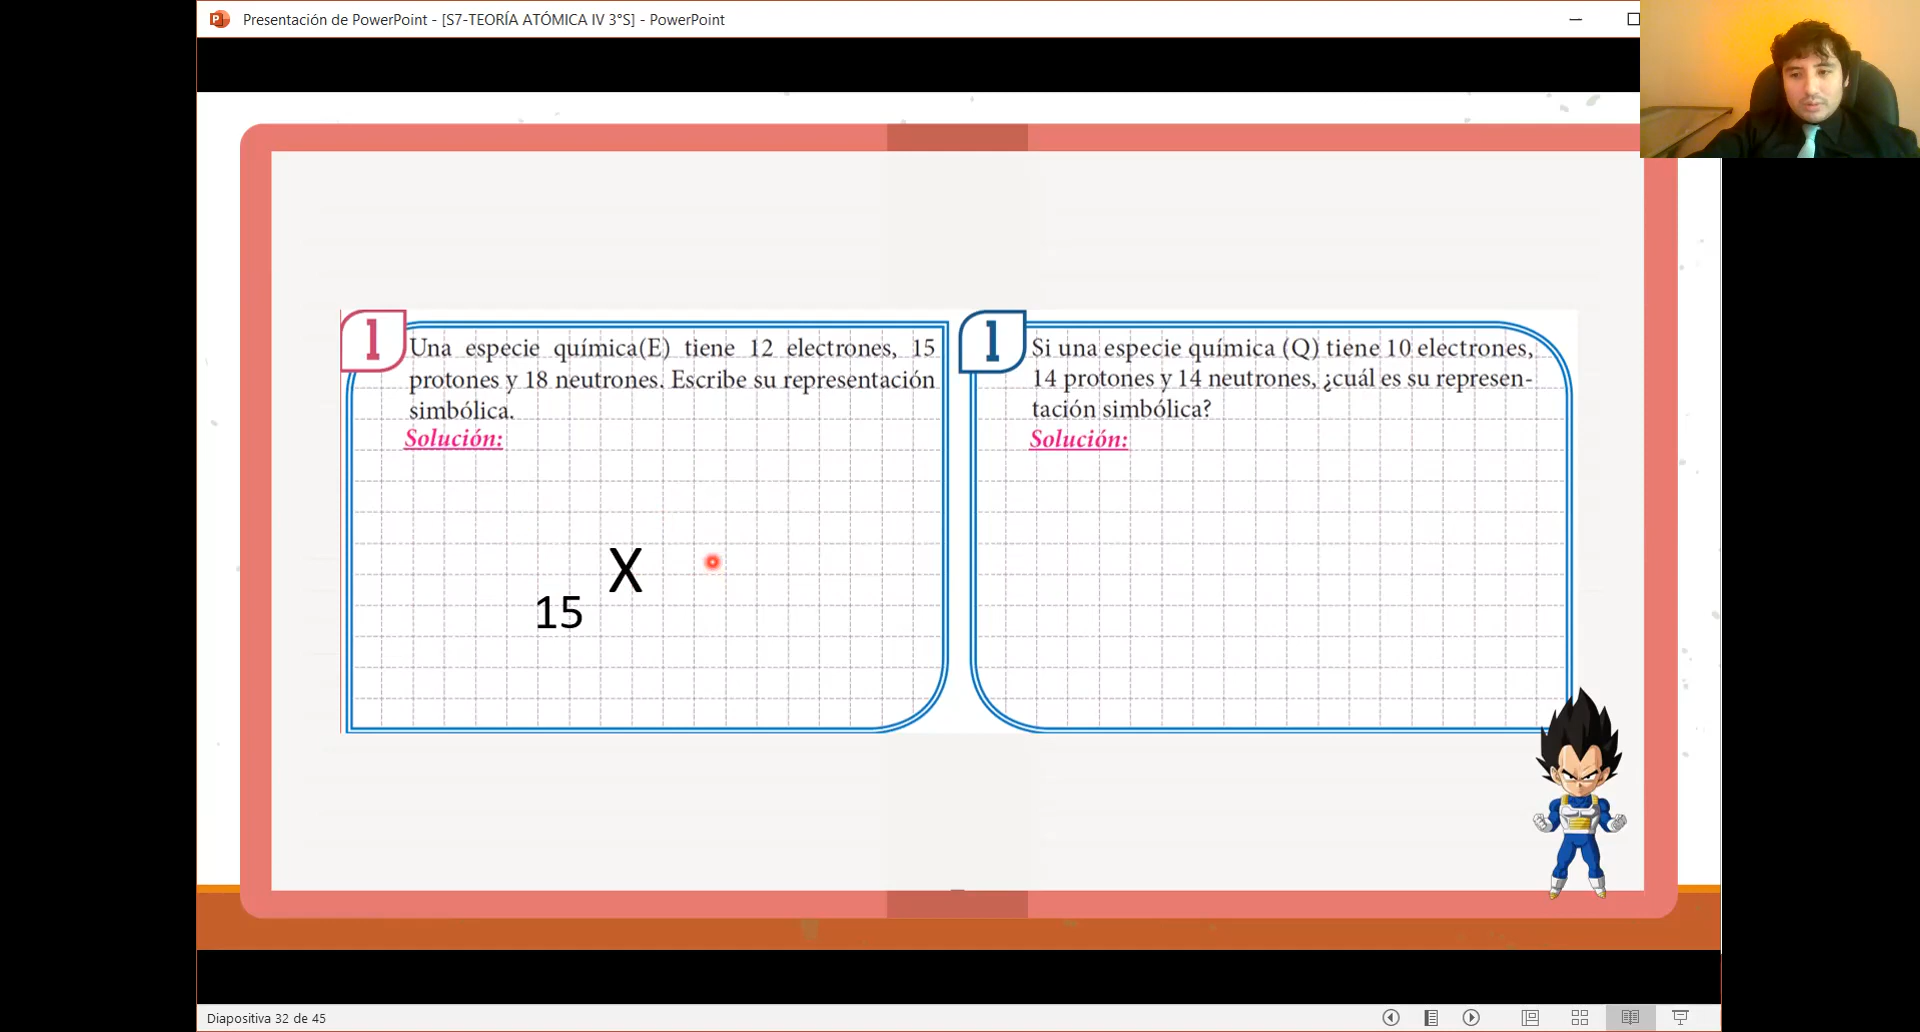 Presentación de PowerPoint - [S7-TEORÍA ATÓMICA IV 3°S] - PowerPoint
1
Una especie química(E) tiene 12 electrones, 15
protones y 18 neutrones. Escribe su representación
simbólica.
Solución:
X
15
1
Si una especie química (Q) tiene 10 electrones,
14 protones y 14 neutrones, ¿cuál es su represen-
tación simbólica?
Solución:
Diapositiva 32 de 45